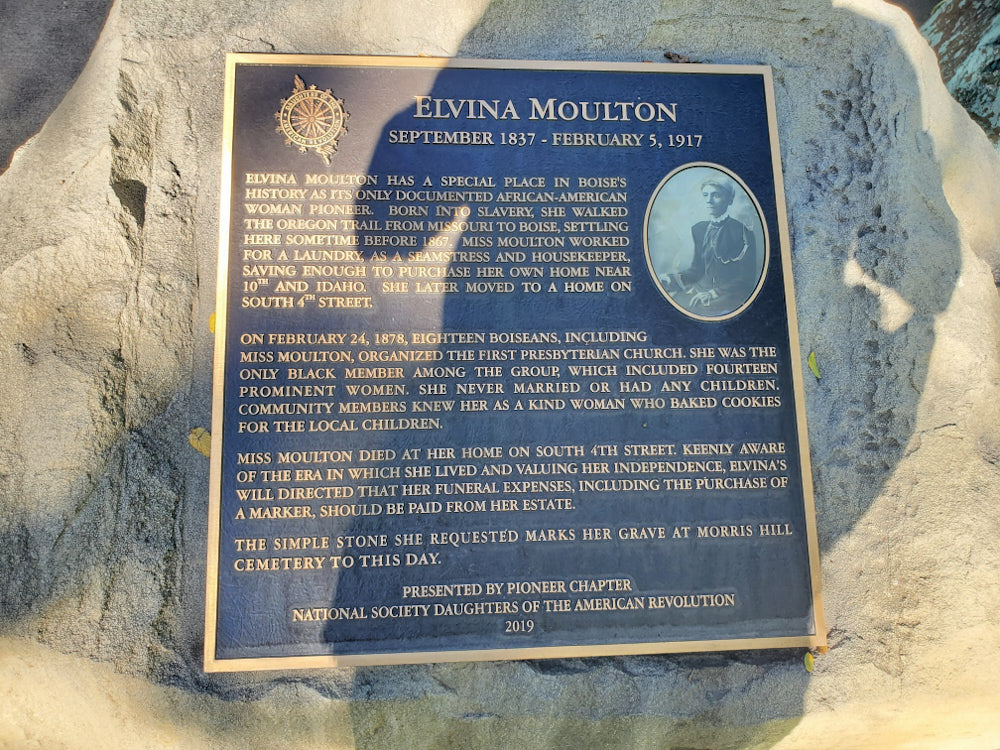 DAUGHTERS OF THE
AMERICAN REVOLUTION
ELVINA MOULTON
SEPTEMBER 1837 - FEBRUARY 5, 1917
ELVINA MOULTON HAS A SPECIAL PLACE IN BOISE'S
HISTORY AS ITS ONLY DOCUMENTED AFRICAN-AMERICAN
WOMAN PIONEER. BORN INTO SLAVERY, SHE WALKED
THE OREGON TRAIL FROM MISSOURI TO BOISE, SETTLING
HERE SOMETIME BEFORE 1867. MISS MOULTON WORKED
FOR A LAUNDRY, AS A SEAMSTRESS AND HOUSEKEEPER,
SAVING ENOUGH TO PURCHASE HER OWN HOME NEAR
10TH AND IDAHO. SHE LATER MOVED TO A HOME ON
SOUTH 4TH STREET.
ON FEBRUARY 24, 1878, EIGHTEEN BOISEANS, INCLUDING
MISS MOULTON, ORGANIZED THE FIRST PRESBYTERIAN CHURCH. SHE WAS THE
ONLY BLACK MEMBER AMONG THE GROUP, WHICH INCLUDED FOURTEEN
PROMINENT WOMEN. SHE NEVER MARRIED OR HAD ANY CHILDREN.
COMMUNITY MEMBERS KNEW HER AS A KIND WOMAN WHO BAKED COOKIES
FOR THE LOCAL CHILDREN.
MISS MOULTON DIED AT HER HOME ON SOUTH 4TH STREET. KEENLY AWARE
OF THE ERA IN WHICH SHE LIVED AND VALUING HER INDEPENDENCE, ELVINA'S
WILL DIRECTED THAT HER FUNERAL EXPENSES, INCLUDING THE PURCHASE OF
A MARKER, SHOULD BE PAID FROM HER ESTATE.
THE SIMPLE STONE SHE REQUESTED MARKS HER GRAVE AT MORRIS HILL
CEMETERY TO THIS DAY.
PRESENTED BY PIONEER CHAPTER
NATIONAL SOCIETY DAUGHTERS OF THE AMERICAN REVOLUTION
2019